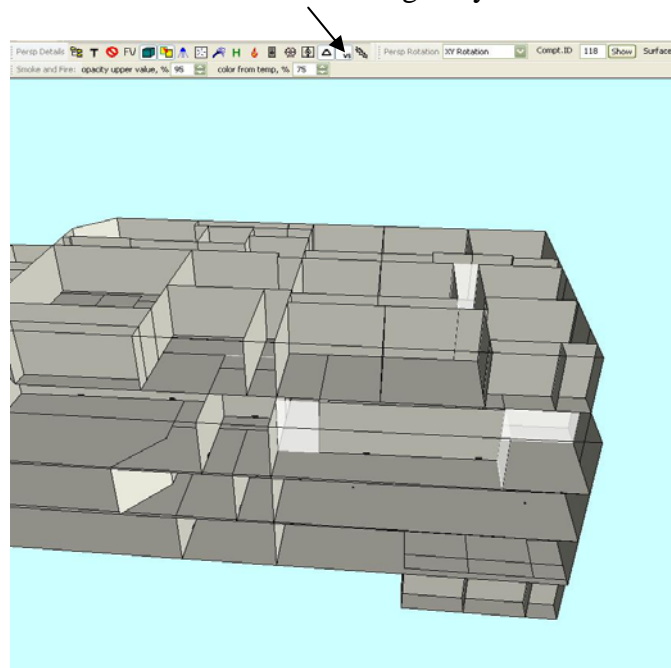 Persp Details T FV A H VS Persp Rotation XY Rotation Compt.ID 118 Show Surface
Smoke and Fire: opacity upper value, % 95 color from temp, % 75